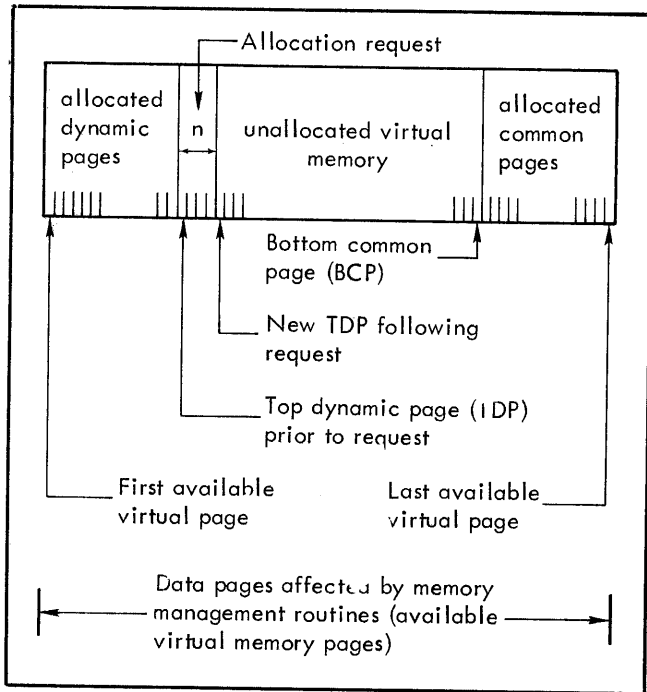 Allocation request
allocated
dynamic
pages
n
unallocated virtual
memory
allocated
common
pages
Bottom common
page (BCP)
New TDP following
request
Top dynamic page (TDP)
prior to request
First available
virtual page
Last available
virtual page
Data pages affected by memory
management routines (available
virtual memory pages)